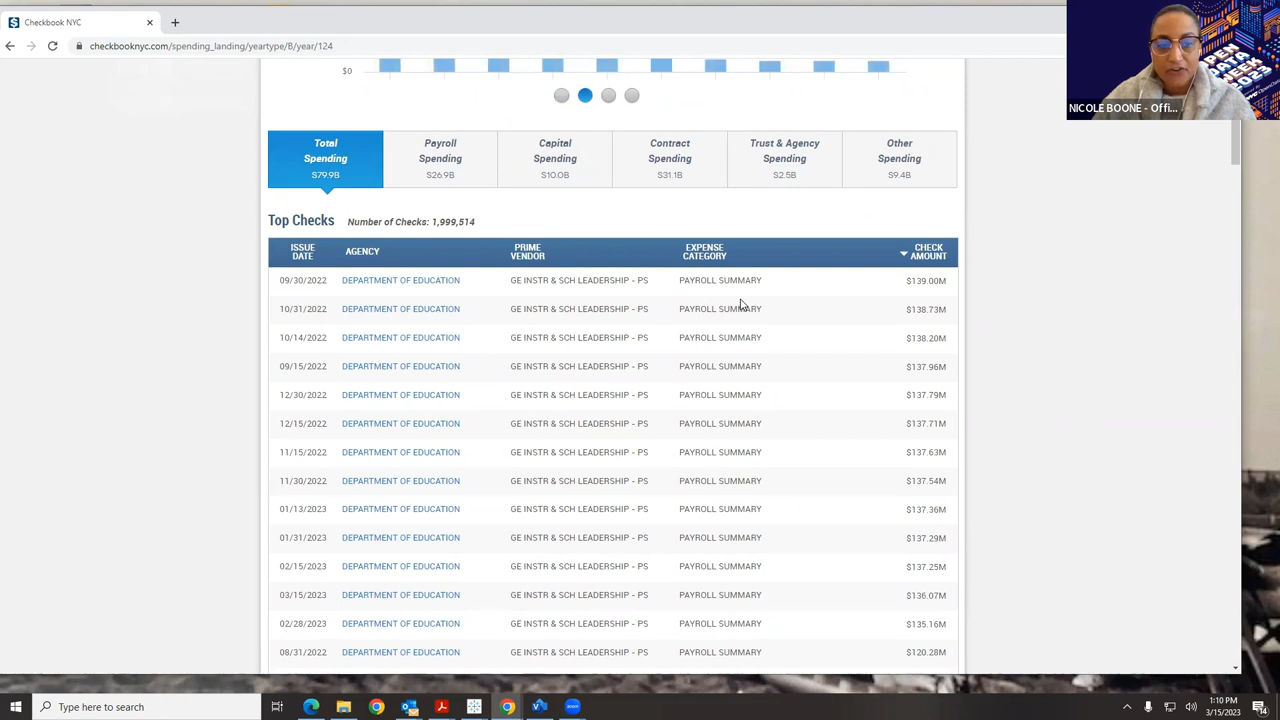 Checkbook NYC
checkbooknyc.com/spending_landing/yeartype/B/year/124
OPEN DATA WEEK 2023
NICOLE BOONE - Offi...
$0
Total Spending $79.9B
Payroll Spending $26.9B
Capital Spending $10.0B
Contract Spending $31.1B
Trust & Agency Spending $2.5B
Other Spending $9.4B
Top Checks Number of Checks: 1,999,514
ISSUE DATE AGENCY PRIME VENDOR EXPENSE CATEGORY CHECK AMOUNT
09/30/2022 DEPARTMENT OF EDUCATION GE INSTR & SCH LEADERSHIP - PS PAYROLL SUMMARY $139.00M
10/31/2022 DEPARTMENT OF EDUCATION GE INSTR & SCH LEADERSHIP - PS PAYROLL SUMMARY $138.73M
10/14/2022 DEPARTMENT OF EDUCATION GE INSTR & SCH LEADERSHIP - PS PAYROLL SUMMARY $138.20M
09/15/2022 DEPARTMENT OF EDUCATION GE INSTR & SCH LEADERSHIP - PS PAYROLL SUMMARY $137.96M
12/30/2022 DEPARTMENT OF EDUCATION GE INSTR & SCH LEADERSHIP - PS PAYROLL SUMMARY $137.79M
12/15/2022 DEPARTMENT OF EDUCATION GE INSTR & SCH LEADERSHIP - PS PAYROLL SUMMARY $137.71M
11/15/2022 DEPARTMENT OF EDUCATION GE INSTR & SCH LEADERSHIP - PS PAYROLL SUMMARY $137.63M
11/30/2022 DEPARTMENT OF EDUCATION GE INSTR & SCH LEADERSHIP - PS PAYROLL SUMMARY $137.54M
01/13/2023 DEPARTMENT OF EDUCATION GE INSTR & SCH LEADERSHIP - PS PAYROLL SUMMARY $137.36M
01/31/2023 DEPARTMENT OF EDUCATION GE INSTR & SCH LEADERSHIP - PS PAYROLL SUMMARY $137.29M
02/15/2023 DEPARTMENT OF EDUCATION GE INSTR & SCH LEADERSHIP - PS PAYROLL SUMMARY $137.25M
03/15/2023 DEPARTMENT OF EDUCATION GE INSTR & SCH LEADERSHIP - PS PAYROLL SUMMARY $136.07M
02/28/2023 DEPARTMENT OF EDUCATION GE INSTR & SCH LEADERSHIP - PS PAYROLL SUMMARY $135.16M
08/31/2022 DEPARTMENT OF EDUCATION GE INSTR & SCH LEADERSHIP - PS PAYROLL SUMMARY $120.28M
Type here to search
1:10 PM
3/15/2023
14